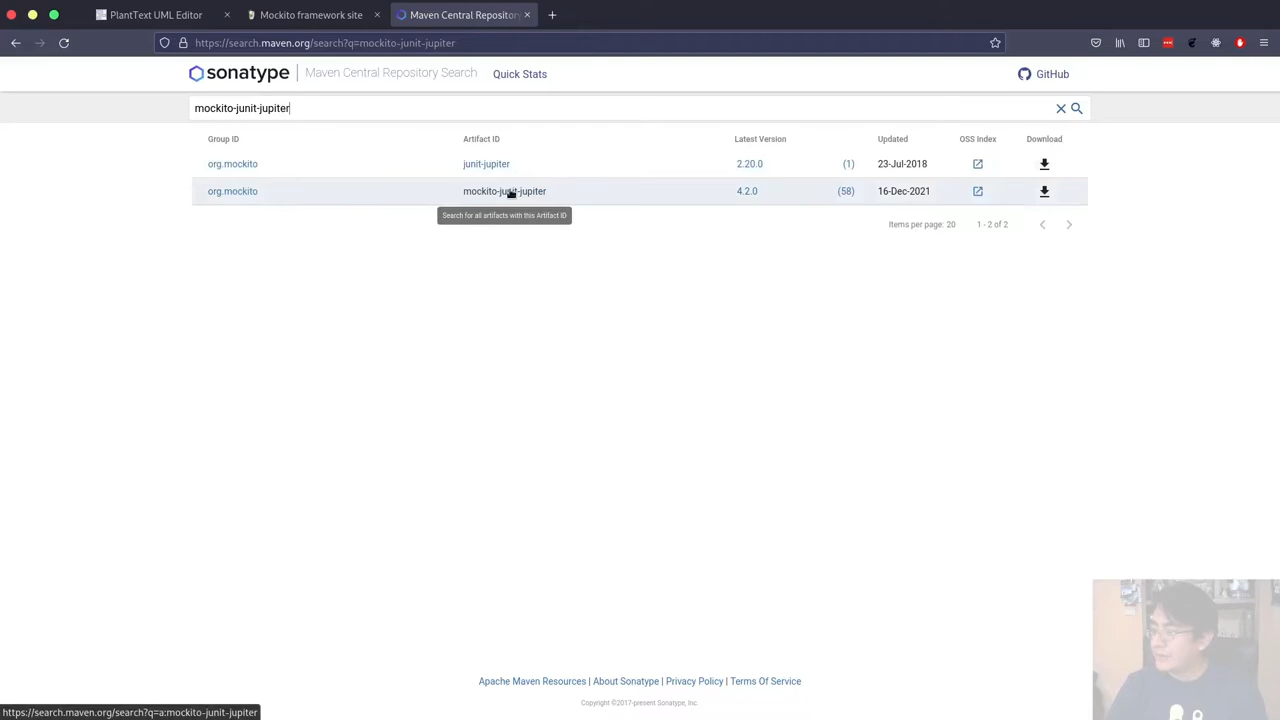 PlantText UML Editor
Mockito framework site
Maven Central Repository
https://search.maven.org/search?q=mockito-junit-jupiter
sonatype
Maven Central Repository Search
Quick Stats
GitHub
mockito-junit-jupiter
Group ID Artifact ID Latest Version Updated OSS Index Download
org.mockito junit-jupiter 2.20.0 (1) 23-Jul-2018
org.mockito mockito-junit-jupiter 4.2.0 (58) 16-Dec-2021
Search for all artifacts with this Artifact ID
Items per page: 20 1 - 2 of 2
Apache Maven Resources | About Sonatype | Privacy Policy | Terms Of Service
Copyright ©2017-present Sonatype, Inc.
https://search.maven.org/search?q=a:mockito-junit-jupiter